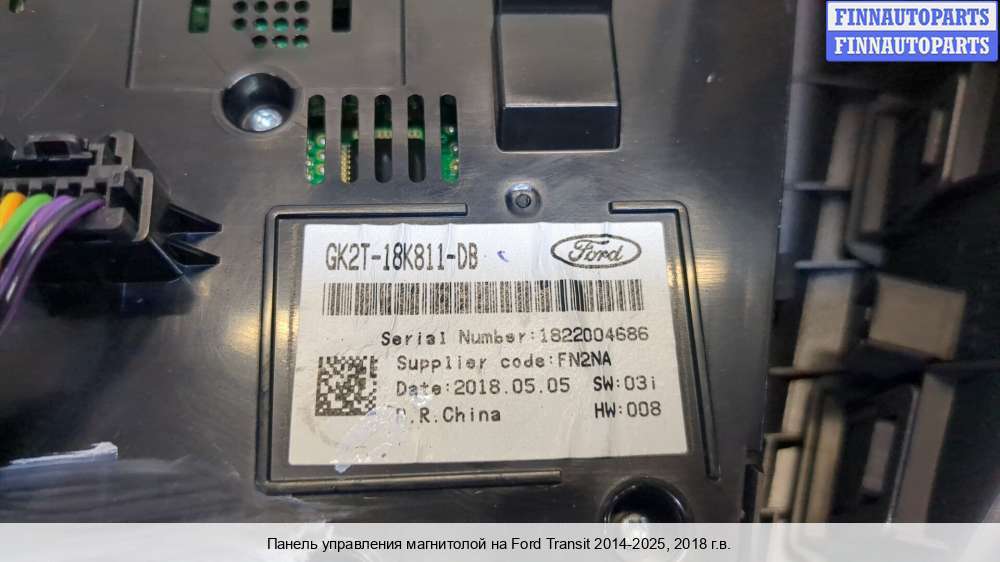 FINNAUTOPARTS
FINNAUTOPARTS
GK2T-18K811-DB
Ford
Serial Number:1822004686
Supplier code:FN2NA
Date:2018.05.05 SW:03i
P.R.China HW:008
Панель управления магнитолой на Ford Transit 2014-2025, 2018 г.в.